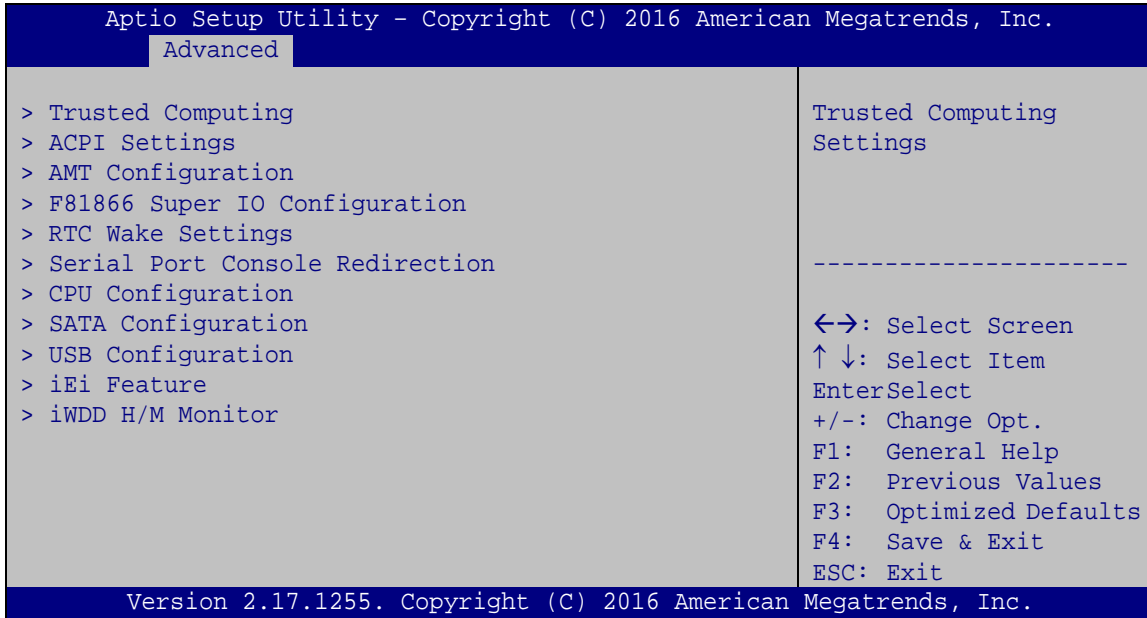 Aptio Setup Utility – Copyright (C) 2016 American Megatrends, Inc.
Advanced
> Trusted Computing
> ACPI Settings
> AMT Configuration
> F81866 Super IO Configuration
> RTC Wake Settings
> Serial Port Console Redirection
> CPU Configuration
> SATA Configuration
> USB Configuration
> iEi Feature
> iWDD H/M Monitor
Trusted Computing
Settings
----------------------
←→: Select Screen
↑ ↓: Select Item
EnterSelect
+/-: Change Opt.
F1: General Help
F2: Previous Values
F3: Optimized Defaults
F4: Save & Exit
ESC: Exit
Version 2.17.1255. Copyright (C) 2016 American Megatrends, Inc.